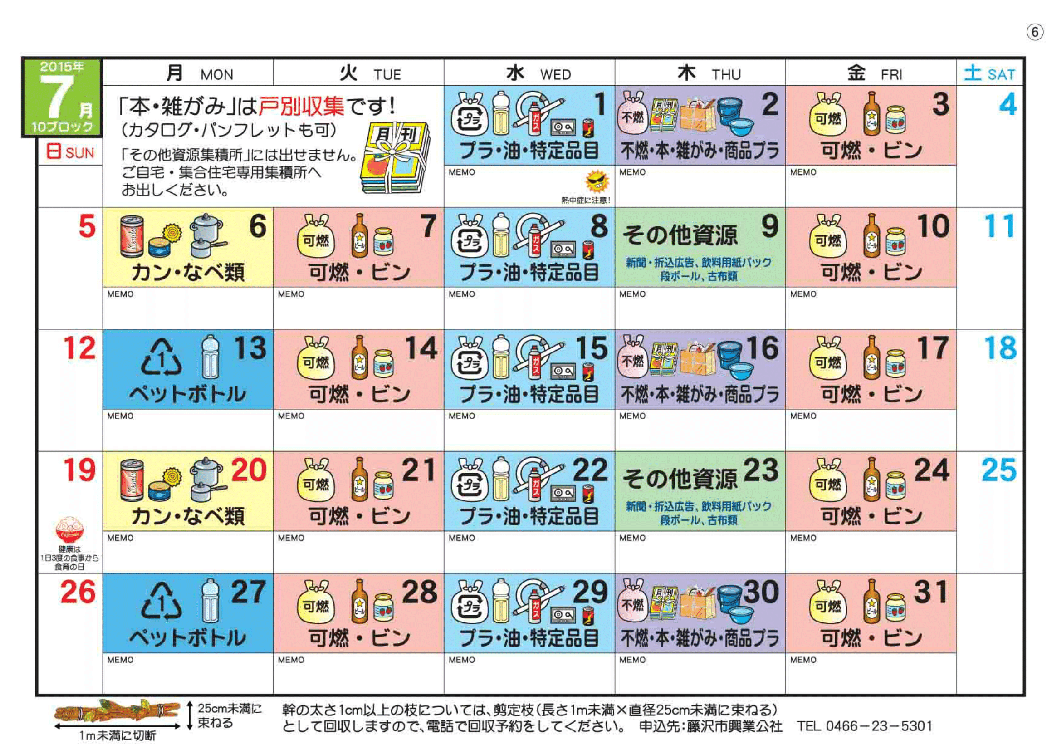 ⑥
2015年
7月
10ブロック
月 MON
火 TUE
水 WED
木 THU
金 FRI
土 SAT
日 SUN
「本・雑がみ」は戸別収集です!
(カタログ・パンフレットも可)
「その他資源集積所」には出せません。
ご自宅・集合住宅専用集積所へ
お出しください。
月刊
1
プラ・油・特定品目
MEMO
熱中症に注意!
2
不燃
不燃・本・雑がみ・商品プラ
MEMO
3
可燃
可燃・ビン
MEMO
4
5
6
カン・なべ類
MEMO
7
可燃
可燃・ビン
MEMO
8
プラ
ガス
プラ・油・特定品目
MEMO
その他資源 9
新聞・折込広告、飲料用紙パック
段ボール、古布類
MEMO
10
可燃
可燃・ビン
MEMO
11
12
1
13
ペットボトル
MEMO
14
可燃
可燃・ビン
MEMO
15
プラ
ガス
プラ・油・特定品目
MEMO
16
不燃
月刊
不燃・本・雑がみ・商品プラ
MEMO
17
可燃
可燃・ビン
MEMO
18
19
健康は
1日3度の食事から
食育の日
20
カン・なべ類
MEMO
21
可燃
可燃・ビン
MEMO
22
プラ
ガス
プラ・油・特定品目
MEMO
その他資源 23
新聞・折込広告、飲料用紙パック
段ボール、古布類
MEMO
24
可燃
可燃・ビン
MEMO
25
26
1
27
ペットボトル
MEMO
28
可燃
可燃・ビン
MEMO
29
プラ
ガス
プラ・油・特定品目
MEMO
30
不燃
月刊
不燃・本・雑がみ・商品プラ
MEMO
31
可燃
可燃・ビン
MEMO
25cm未満に
束ねる
1m未満に切断
幹の太さ1cm以上の枝については、剪定枝(長さ1m未満×直径25cm未満に束ねる)
として回収しますので、電話で回収予約をしてください。 申込先:藤沢市興業公社 TEL 0466-23-5301